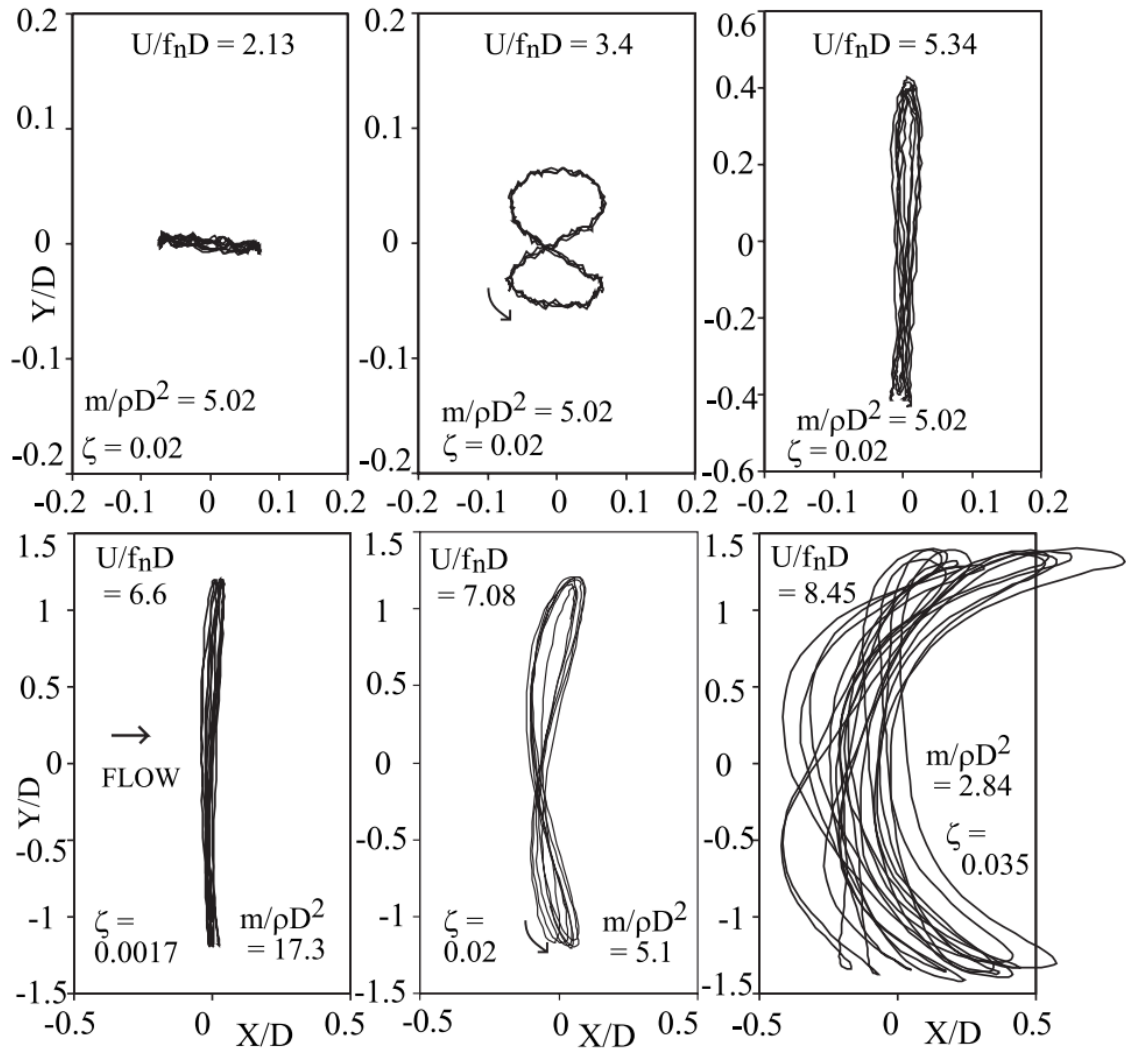 U/fnD = 2.13
0.2
0.1
0
-0.1
-0.2
Y/D
m/ρD² = 5.02
ζ = 0.02
-0.2 -0.1 0 0.1 0.2
U/fnD = 3.4
0.2
0.1
0
-0.1
-0.2
m/ρD² = 5.02
ζ = 0.02
-0.2 -0.1 0 0.1 0.2
U/fnD = 5.34
0.6
0.4
0.2
0
-0.2
-0.4
-0.6
m/ρD² = 5.02
ζ = 0.02
-0.2 -0.1 0 0.1 0.2
U/fnD
= 6.6
1.5
1
0.5
0
-0.5
-1
-1.5
Y/D
FLOW
ζ =
0.0017
m/ρD²
= 17.3
-0.5 0 0.5
X/D
U/fnD
= 7.08
1.5
1
0.5
0
-0.5
-1
-1.5
ζ =
0.02
m/ρD²
= 5.1
-0.5 0 0.5
X/D
U/fnD
= 8.45
1.5
1
0.5
0
-0.5
-1
-1.5
m/ρD²
= 2.84
ζ =
0.035
-0.5 0 0.5
X/D